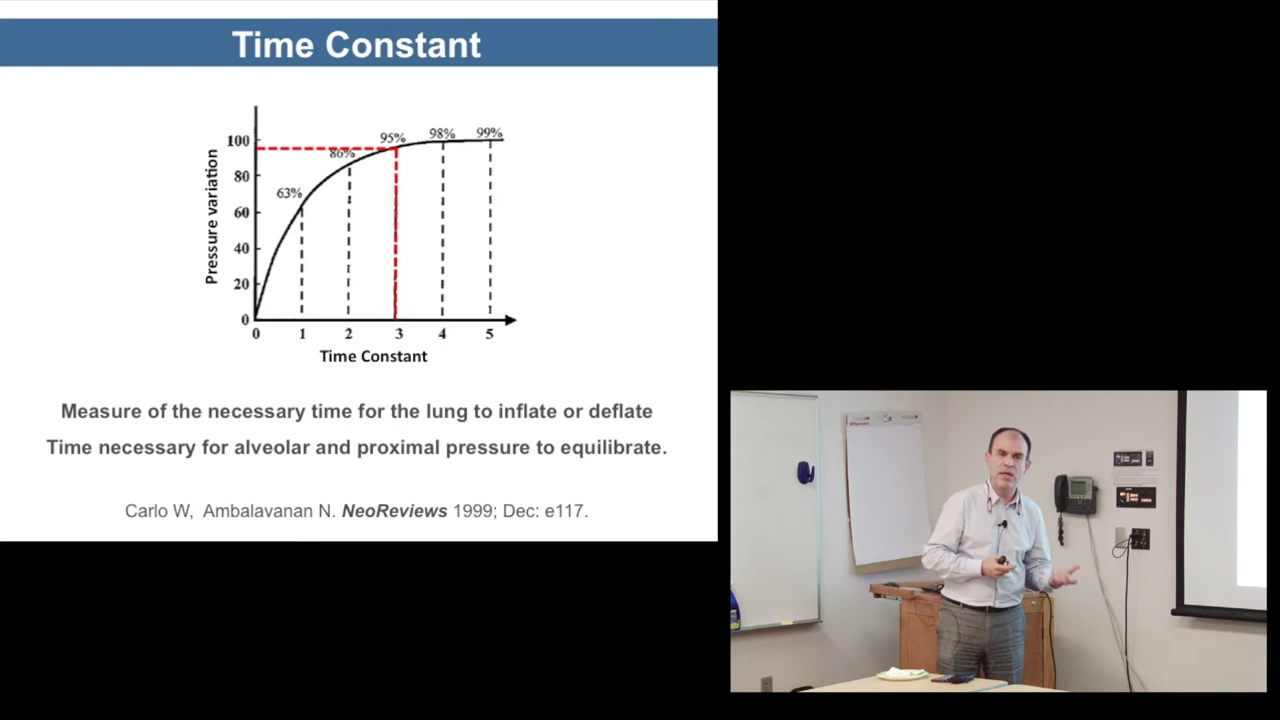 Time Constant
Pressure variation
100
80
60
40
20
0
63%
86%
95%
98%
99%
0 1 2 3 4 5
Time Constant
Measure of the necessary time for the lung to inflate or deflate
Time necessary for alveolar and proximal pressure to equilibrate.
Carlo W, Ambalavanan N. NeoReviews 1999; Dec: e117.